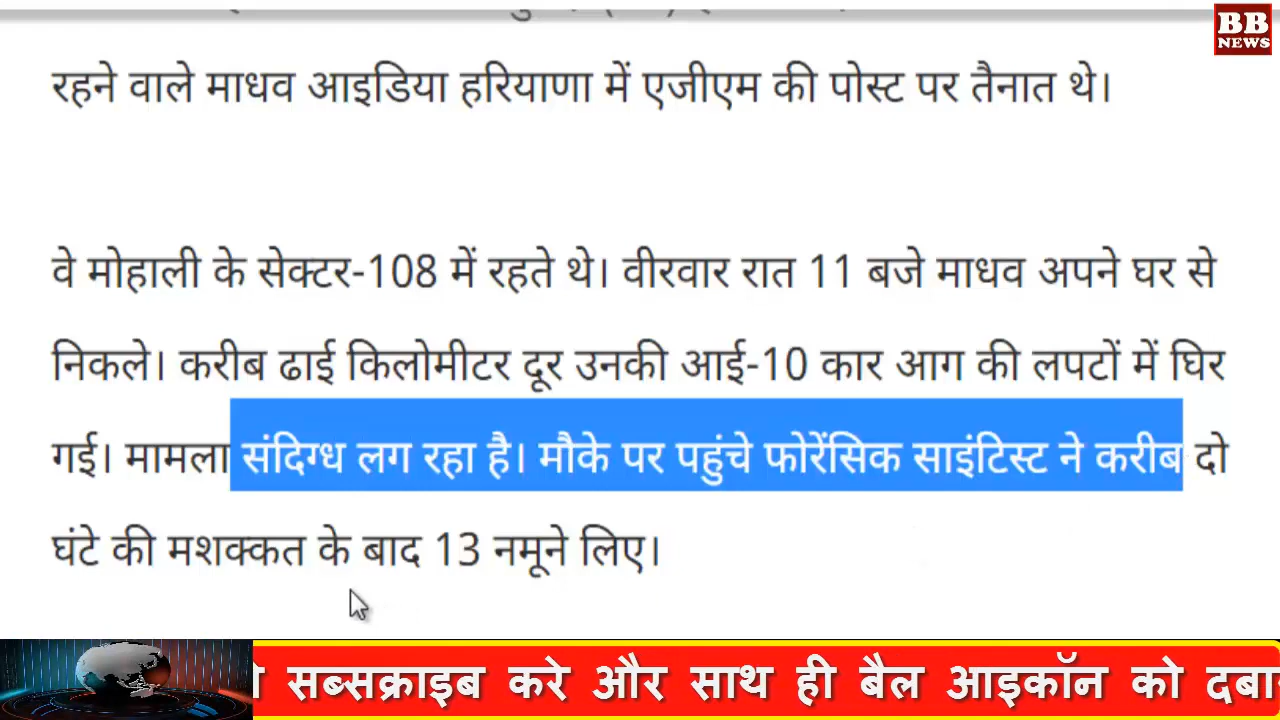 BB
NEWS
रहने वाले माधव आइडिया हरियाणा में एजीएम की पोस्ट पर तैनात थे।
वे मोहाली के सेक्टर-108 में रहते थे। वीरवार रात 11 बजे माधव अपने घर से
निकले। करीब ढाई किलोमीटर दूर उनकी आई-10 कार आग की लपटों में घिर
गई। मामला संदिग्ध लग रहा है। मौके पर पहुंचे फोरेंसिक साइंटिस्ट ने करीब दो
घंटे की मशक्कत के बाद 13 नमूने लिए।
सब्सक्राइब करे और साथ ही बैल आइकॉन को